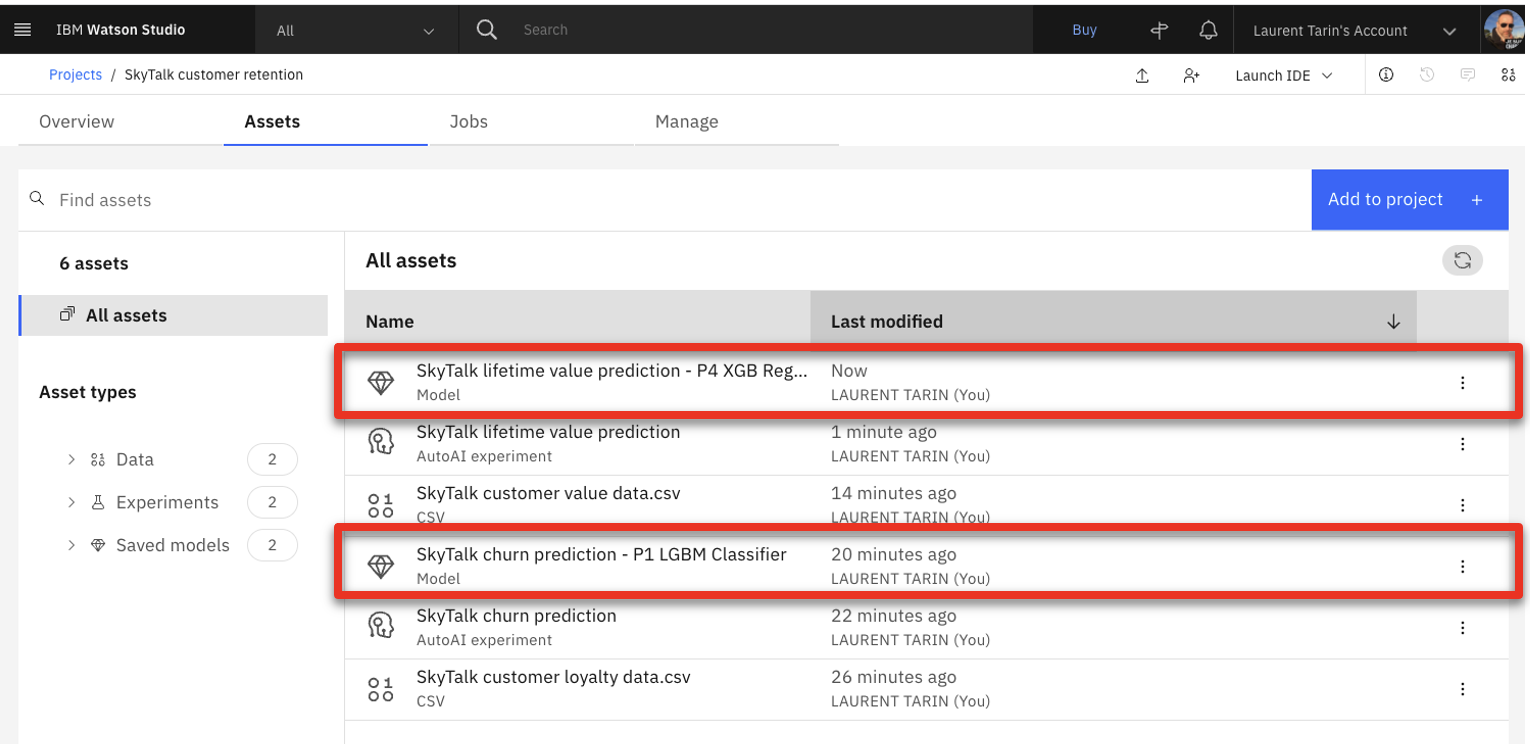 IBM Watson Studio
All
Search
Buy
Laurent Tarin's Account
Projects / SkyTalk customer retention
Launch IDE
Overview
Assets
Jobs
Manage
Find assets
Add to project +
6 assets
All assets
Asset types
Data 2
Experiments 2
Saved models 2
All assets
Name
Last modified
SkyTalk lifetime value prediction - P4 XGB Reg...
Now
Model
LAURENT TARIN (You)
SkyTalk lifetime value prediction
1 minute ago
AutoAI experiment
LAURENT TARIN (You)
SkyTalk customer value data.csv
14 minutes ago
CSV
LAURENT TARIN (You)
SkyTalk churn prediction - P1 LGBM Classifier
20 minutes ago
Model
LAURENT TARIN (You)
SkyTalk churn prediction
22 minutes ago
AutoAI experiment
LAURENT TARIN (You)
SkyTalk customer loyalty data.csv
26 minutes ago
CSV
LAURENT TARIN (You)